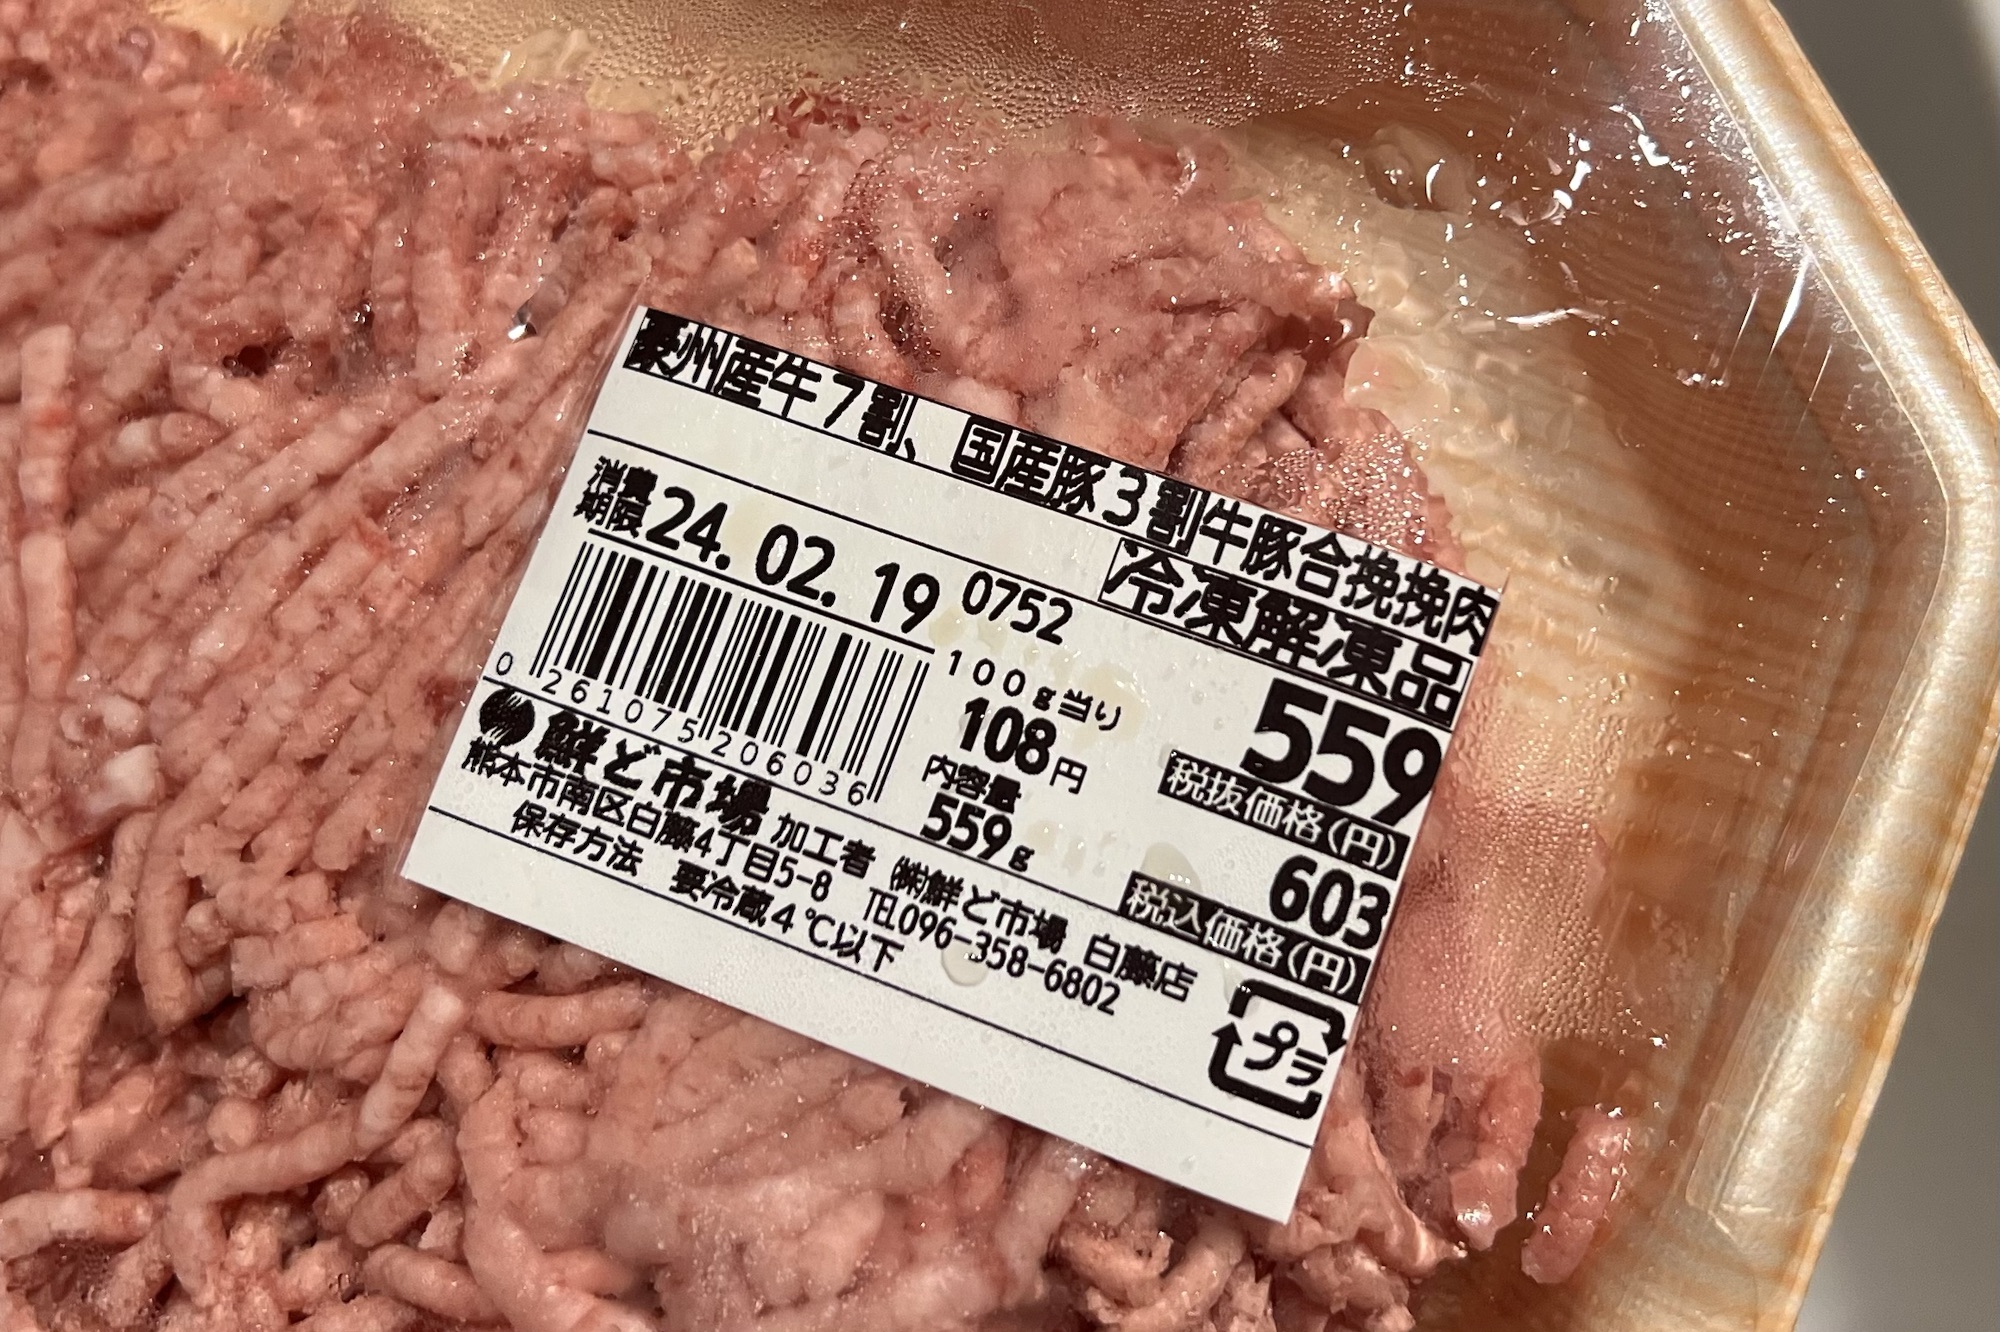 豪州産牛7割、国産豚3割牛豚合挽挽肉
冷凍解凍品
消費期限 24.02.19 0752
0 261075 206036
100g当り
108円
内容量
559g
559
税抜価格(円)
603
税込価格(円)
鮮ど市場 加工者 ㈱鮮ど市場 白藤店
熊本市南区白藤4丁目5-8 TEL096-358-6802
保存方法 要冷蔵4℃以下
プラ